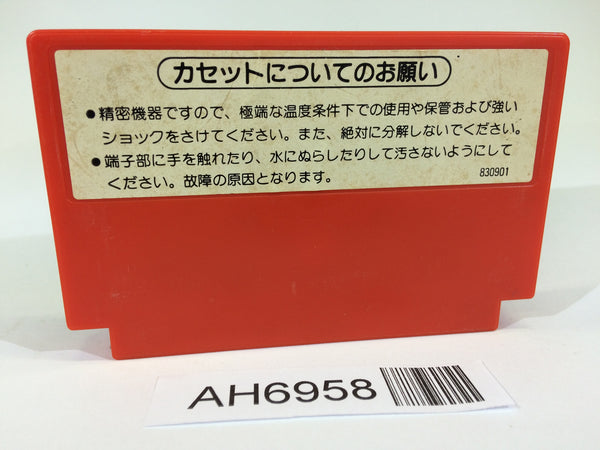 カセットについてのお願い
●精密機器ですので、極端な温度条件下での使用や保管および強い
ショックをさけてください。また、絶対に分解しないでください。
●端子部に手を触れたり、水にぬらしたりして汚さないようにして
ください。故障の原因となります。
830901
AH6958